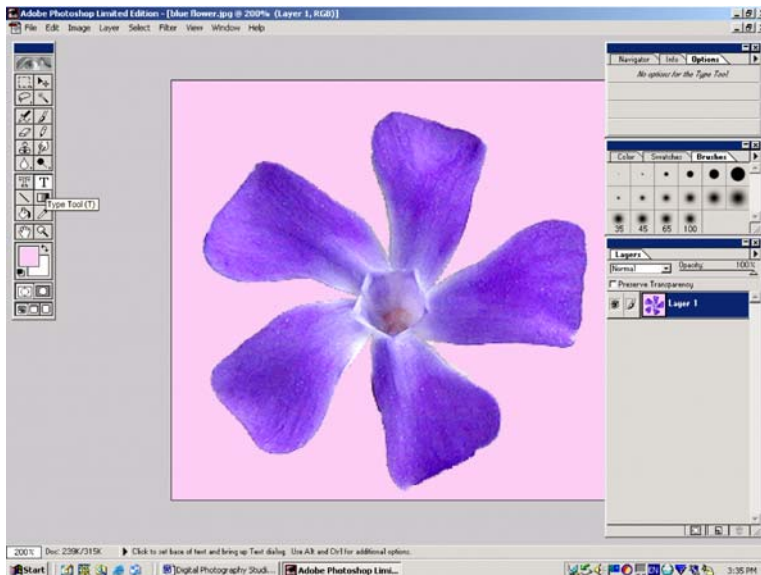 Adobe Photoshop Limited Edition - [blue flower.jpg @ 200% (Layer 1, RGB)]
File Edit Image Layer Select Filter View Window Help
Navigator Info Options
No options for the Type Tool.
Color Swatches Brushes
35 45 65 100
T
Type Tool (T)
Layers
Normal Opacity: 100 %
Preserve Transparency
Layer 1
200% Doc: 239K/315K Click to set base of text and bring up Text dialog. Use Alt and Ctrl for additional options.
Start Digital Photography Studi... Adobe Photoshop Limi... EN 3:35 PM